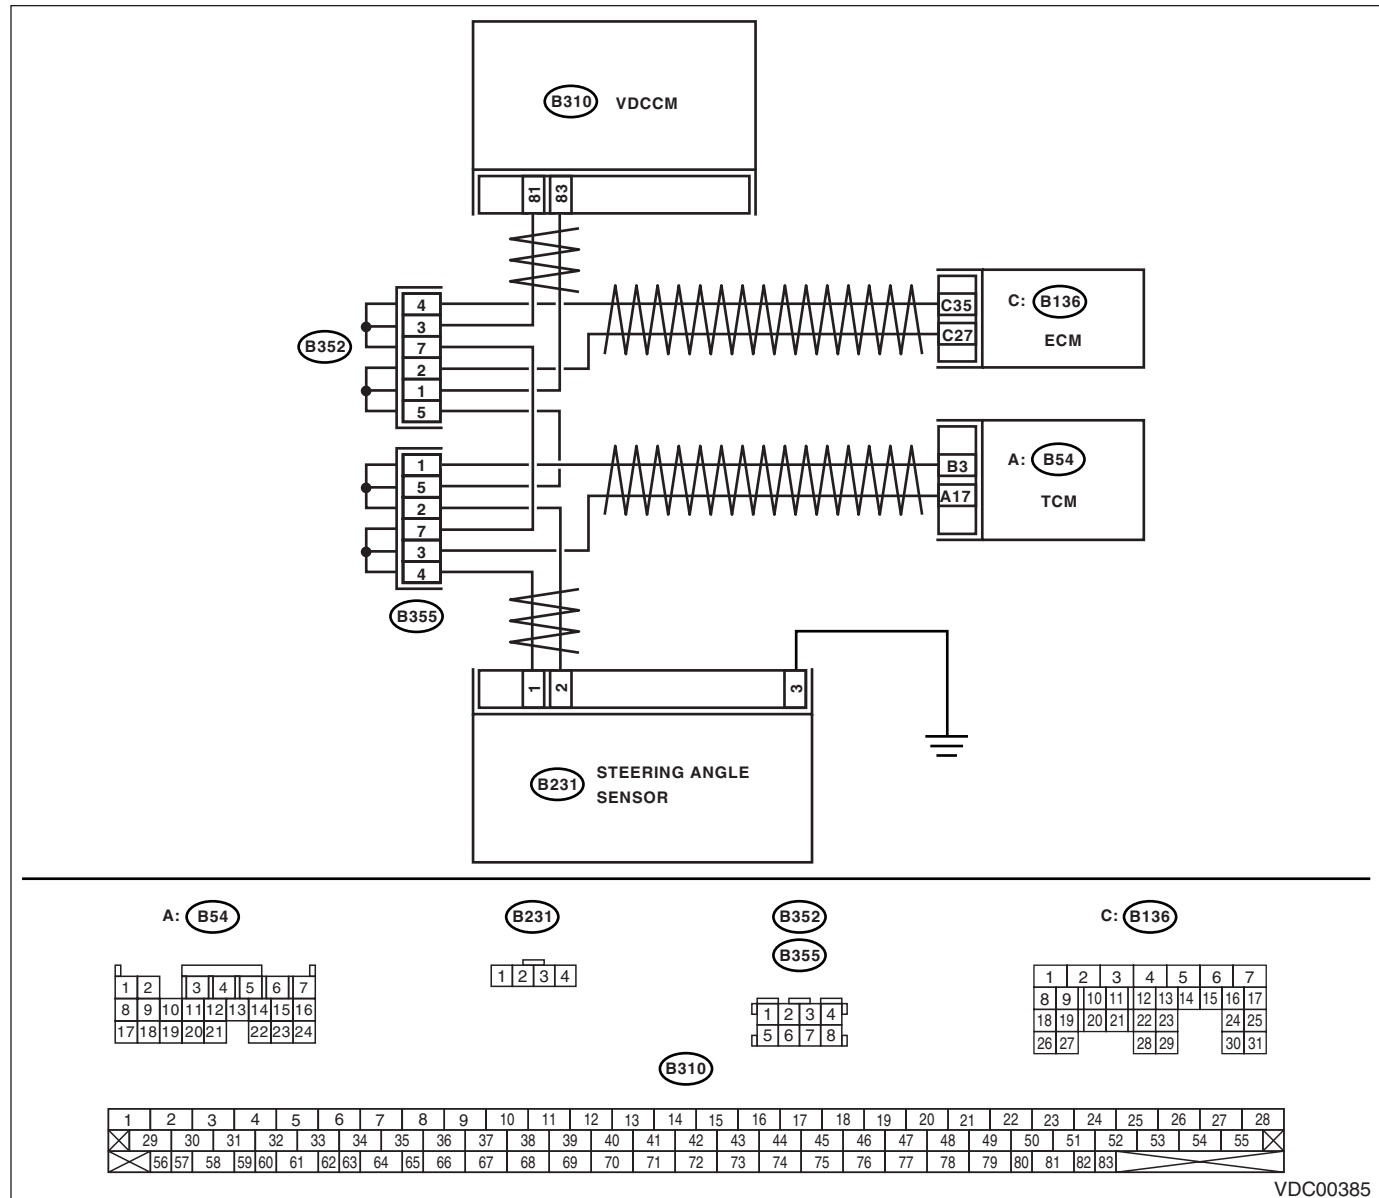 B310 VDCCM
81 83
4
3
7
2
1
5
B352
C35
C27
C: B136
ECM
1
5
2
7
3
4
B355
B3
A17
A: B54
TCM
1 2 3
B231 STEERING ANGLE
SENSOR
A: B54
B231
B352
B355
C: B136
1 2 3 4 5 6 7
8 9 10 11 12 13 14 15 16
17 18 19 20 21 22 23 24
1 2 3 4
1 2 3 4
5 6 7 8
1 2 3 4 5 6 7
8 9 10 11 12 13 14 15 16 17
18 19 20 21 22 23 24 25
26 27 28 29 30 31
B310
1 2 3 4 5 6 7 8 9 10 11 12 13 14 15 16 17 18 19 20 21 22 23 24 25 26 27 28
29 30 31 32 33 34 35 36 37 38 39 40 41 42 43 44 45 46 47 48 49 50 51 52 53 54 55
56 57 58 59 60 61 62 63 64 65 66 67 68 69 70 71 72 73 74 75 76 77 78 79 80 81 82 83
VDC00385